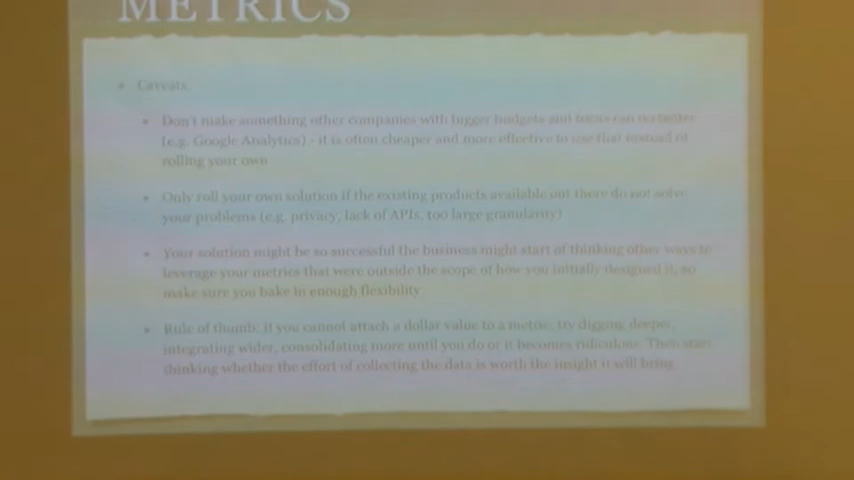 METRICS
Caveats
Don't make something other companies with bigger budgets and focus can do better
(e.g. Google Analytics) - it is often cheaper and more effective to use that instead of
rolling your own
Only roll your own solution if the existing products available out there do not solve
your problems (e.g. privacy, lack of APIs, too large granularity)
Your solution might be so successful the business might start of thinking other ways to
leverage your metrics that were outside the scope of how you initially designed it, so
make sure you bake in enough flexibility
Rule of thumb: if you cannot attach a dollar value to a metric, try digging deeper,
integrating wider, consolidating more until you do or it becomes ridiculous. Then start
thinking whether the effort of collecting the data is worth the insight it will bring